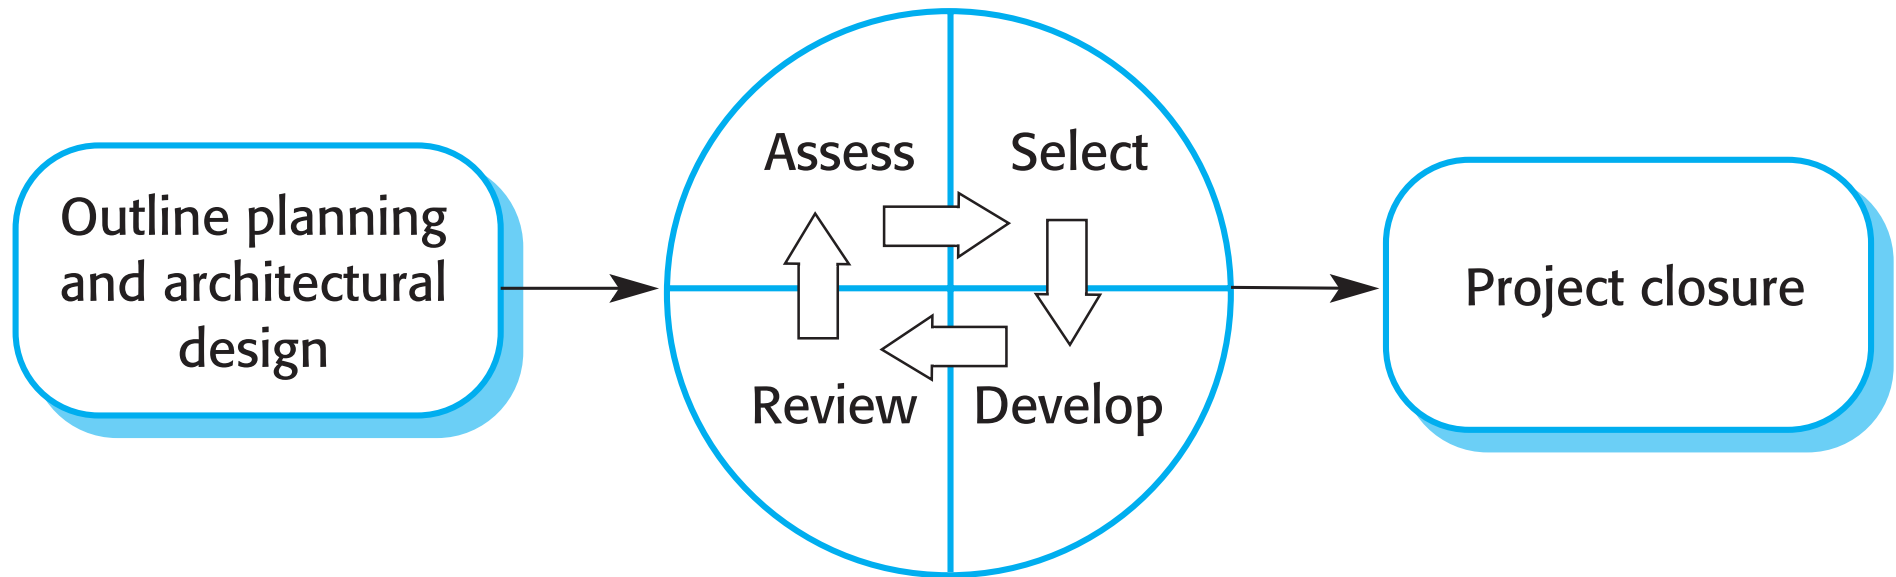 Outline planning
and architectural
design
Assess
Select
Review
Develop
Project closure